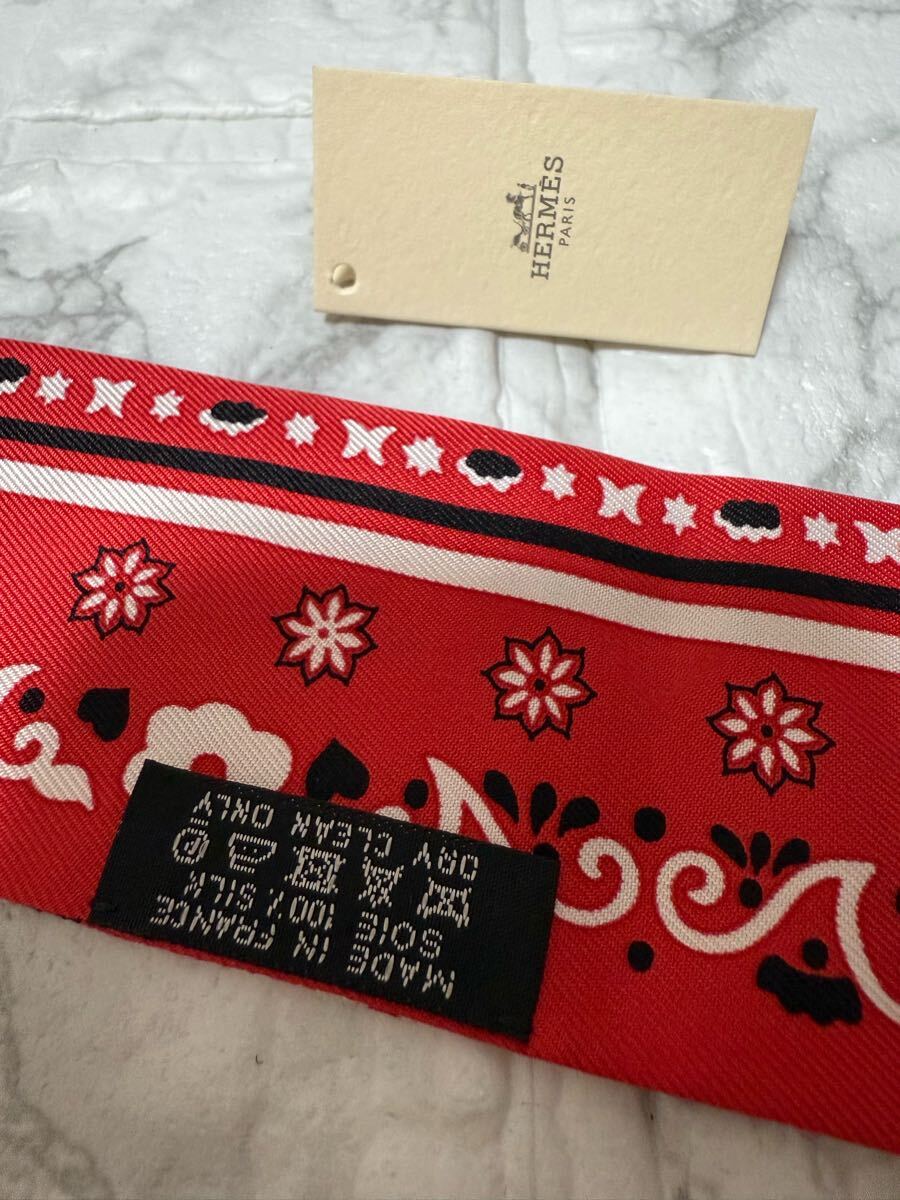 HERMÈS
PARIS
MADE IN FRANCE
SOIE 100% SILK
DRY CLEAN ONLY